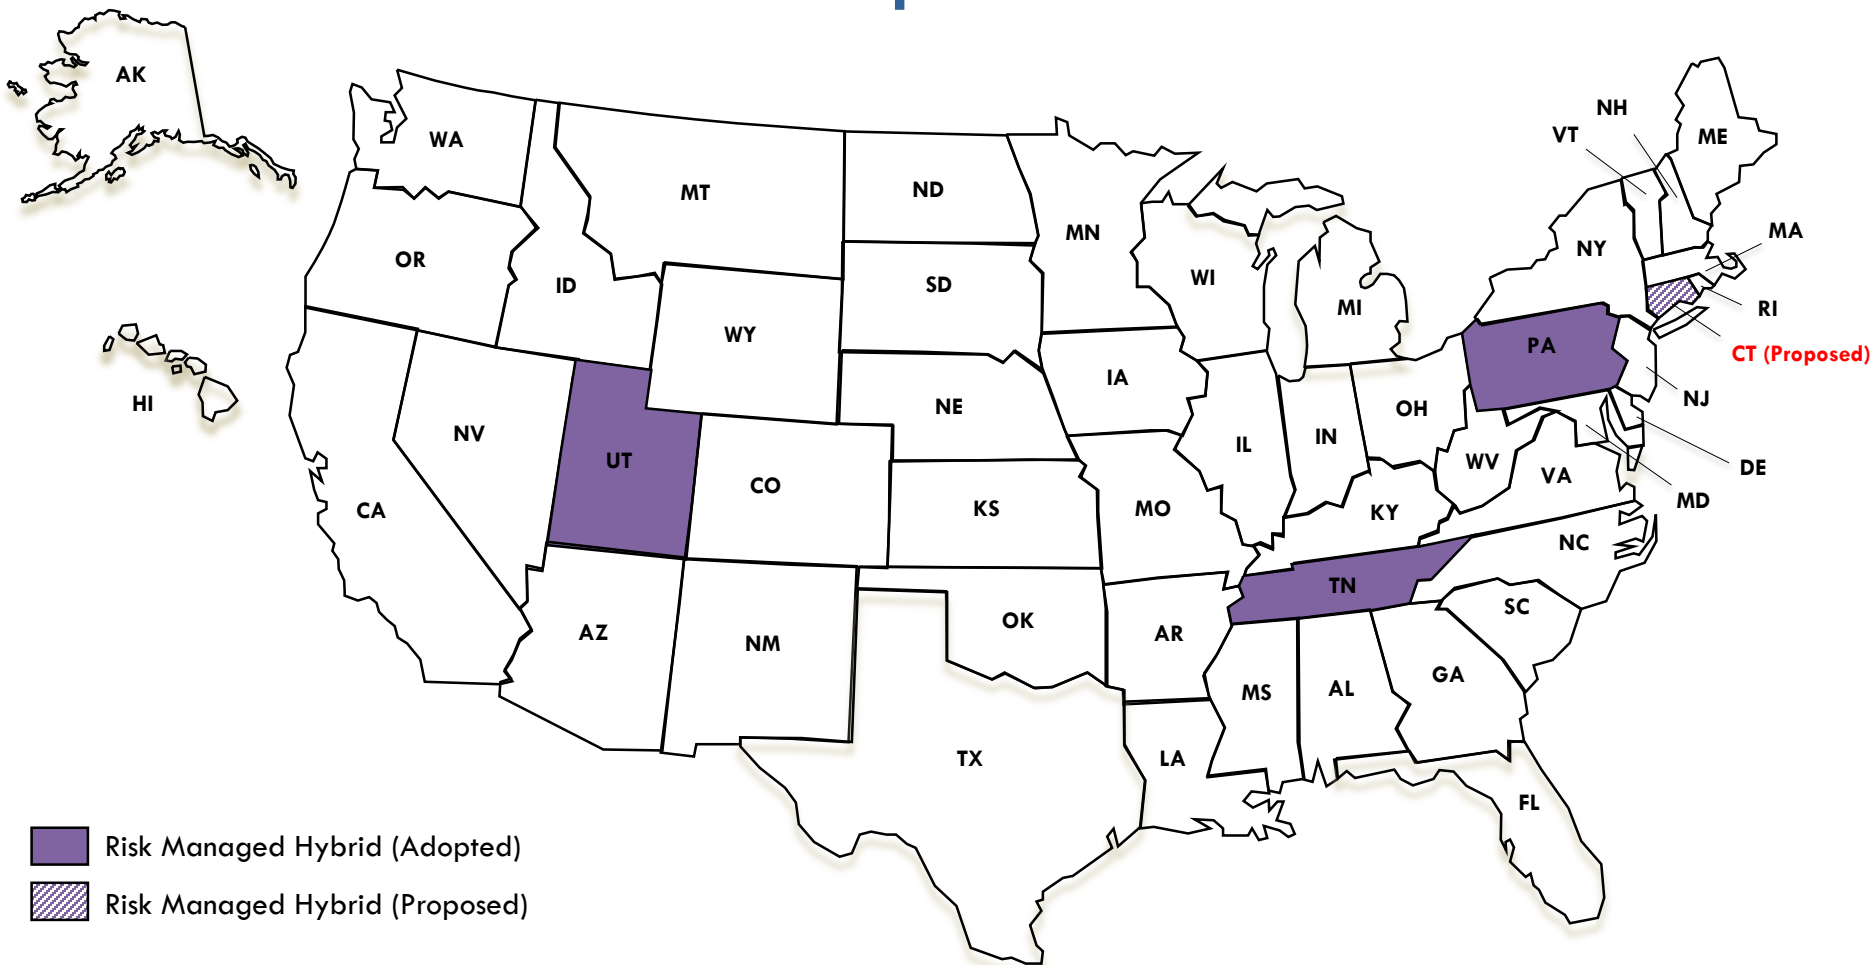 AK
WA
MT
ND
MN
NH
VT
ME
OR
ID
SD
WI
MI
NY
MA
RI
WY
PA
CT (Proposed)
HI
NV
UT
CO
NE
IA
IL
IN
OH
NJ
WV
VA
DE
MD
CA
KS
MO
KY
NC
TN
AZ
NM
OK
AR
SC
MS
AL
GA
TX
LA
FL
Risk Managed Hybrid (Adopted)
Risk Managed Hybrid (Proposed)